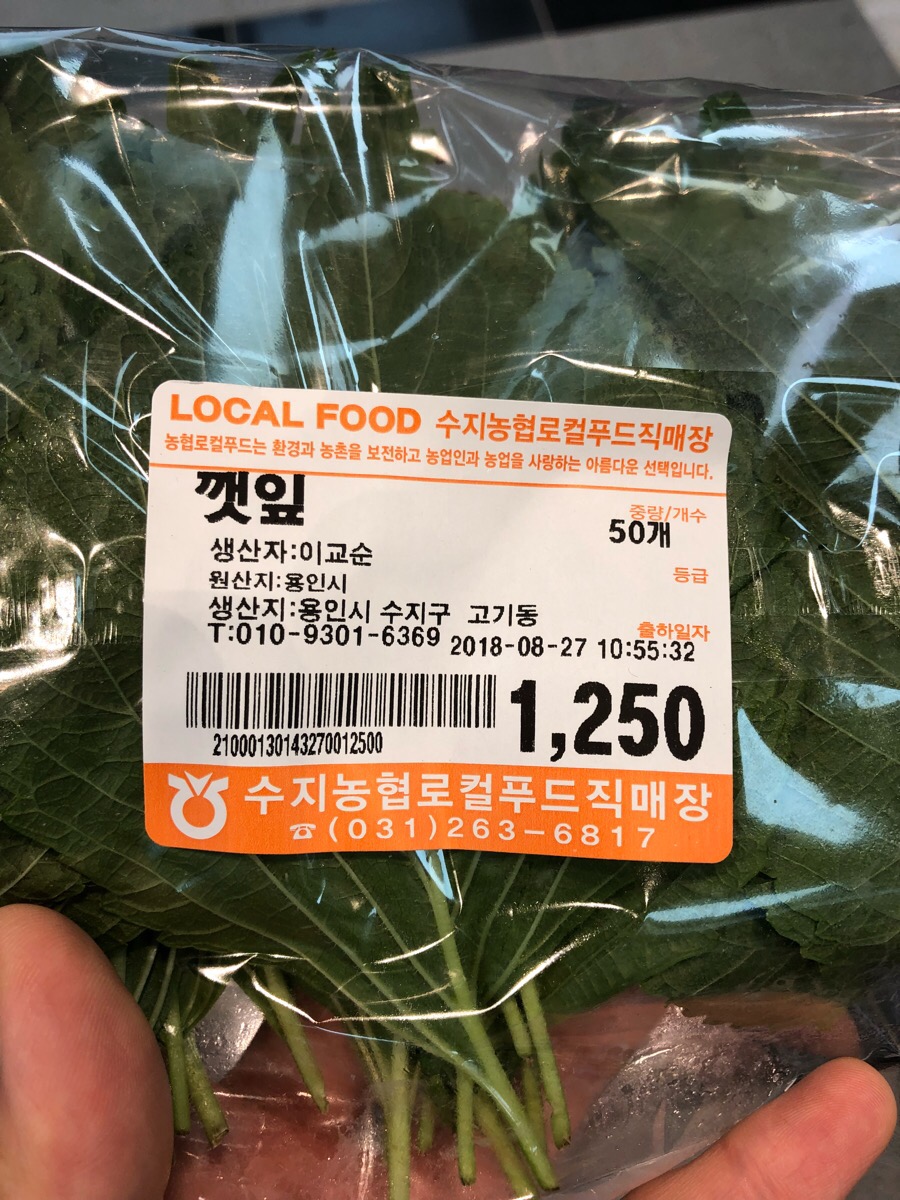 LOCAL FOOD 수지농협로컬푸드직매장
농협로컬푸드는 환경과 농촌을 보전하고 농업인과 농업을 사랑하는 아름다운 선택입니다.
깻잎
중량/개수
50개
생산자:이교순
원산지:용인시
등급
생산지:용인시 수지구 고기동
출하일자
T:010-9301-6369 2018-08-27 10:55:32
1,250
21000130143270012500
수지농협로컬푸드직매장
☎(031)263-6817